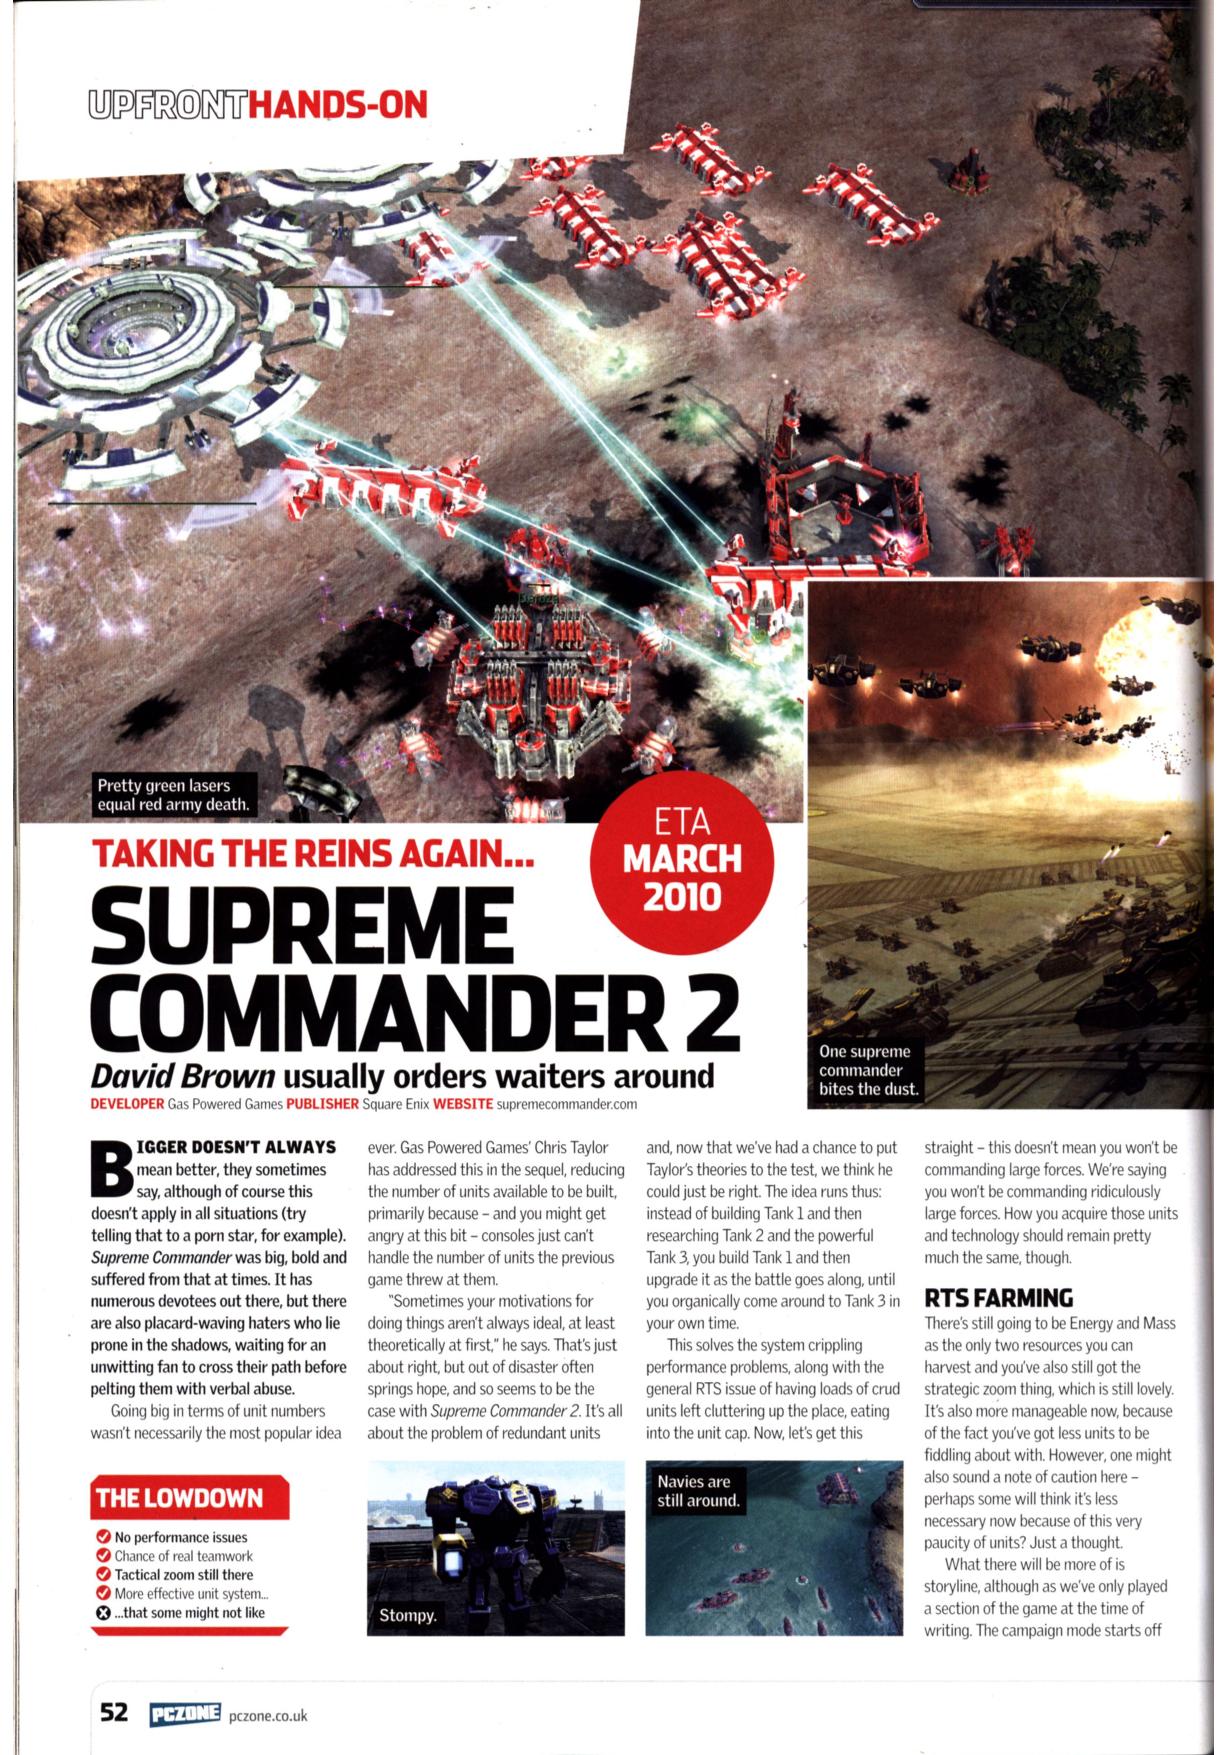 UPFRONTHANDS-ON
Pretty green lasers
equal red army death.
ETA
MARCH
2010
TAKING THE REINS AGAIN...
SUPREME
COMMANDER 2
David Brown usually orders waiters around
DEVELOPER Gas Powered Games PUBLISHER Square Enix WEBSITE supremecommander.com
One supreme
commander
bites the dust.
BIGGER DOESN'T ALWAYS
mean better, they sometimes
say, although of course this
doesn't apply in all situations (try
telling that to a porn star, for example).
Supreme Commander was big, bold and
suffered from that at times. It has
numerous devotees out there, but there
are also placard-waving haters who lie
prone in the shadows, waiting for an
unwitting fan to cross their path before
pelting them with verbal abuse.
Going big in terms of unit numbers
wasn't necessarily the most popular idea
ever. Gas Powered Games' Chris Taylor
has addressed this in the sequel, reducing
the number of units available to be built,
primarily because – and you might get
angry at this bit – consoles just can't
handle the number of units the previous
game threw at them.
"Sometimes your motivations for
doing things aren't always ideal, at least
theoretically at first," he says. That's just
about right, but out of disaster often
springs hope, and so seems to be the
case with Supreme Commander 2. It's all
about the problem of redundant units
and, now that we've had a chance to put
Taylor's theories to the test, we think he
could just be right. The idea runs thus:
instead of building Tank 1 and then
researching Tank 2 and the powerful
Tank 3, you build Tank 1 and then
upgrade it as the battle goes along, until
you organically come around to Tank 3 in
your own time.
This solves the system crippling
performance problems, along with the
general RTS issue of having loads of crud
units left cluttering up the place, eating
into the unit cap. Now, let's get this
straight – this doesn't mean you won't be
commanding large forces. We're saying
you won't be commanding ridiculously
large forces. How you acquire those units
and technology should remain pretty
much the same, though.
RTS FARMING
There's still going to be Energy and Mass
as the only two resources you can
harvest and you've also still got the
strategic zoom thing, which is still lovely.
It's also more manageable now, because
of the fact you've got less units to be
fiddling about with. However, one might
also sound a note of caution here –
perhaps some will think it's less
necessary now because of this very
paucity of units? Just a thought.
What there will be more of is
storyline, although as we've only played
a section of the game at the time of
writing. The campaign mode starts off
THE LOWDOWN
No performance issues
Chance of real teamwork
Tactical zoom still there
More effective unit system...
...that some might not like
Stompy.
Navies are
still around.
52 PCZONE pczone.co.uk